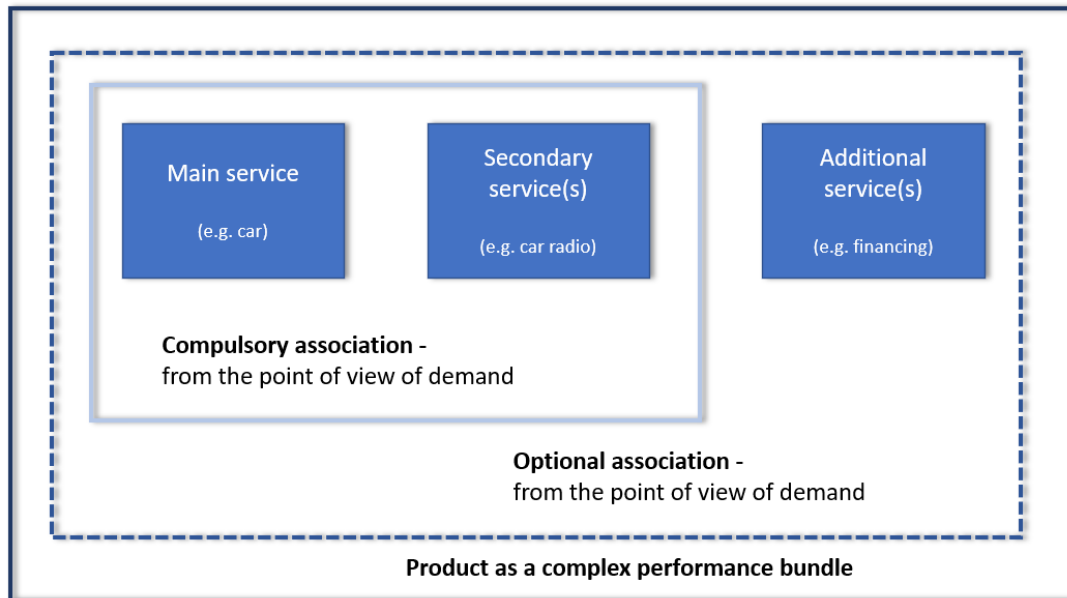 Main service
(e.g. car)
Secondary
service(s)
(e.g. car radio)
Additional
service(s)
(e.g. financing)
Compulsory association -
from the point of view of demand
Optional association -
from the point of view of demand
Product as a complex performance bundle